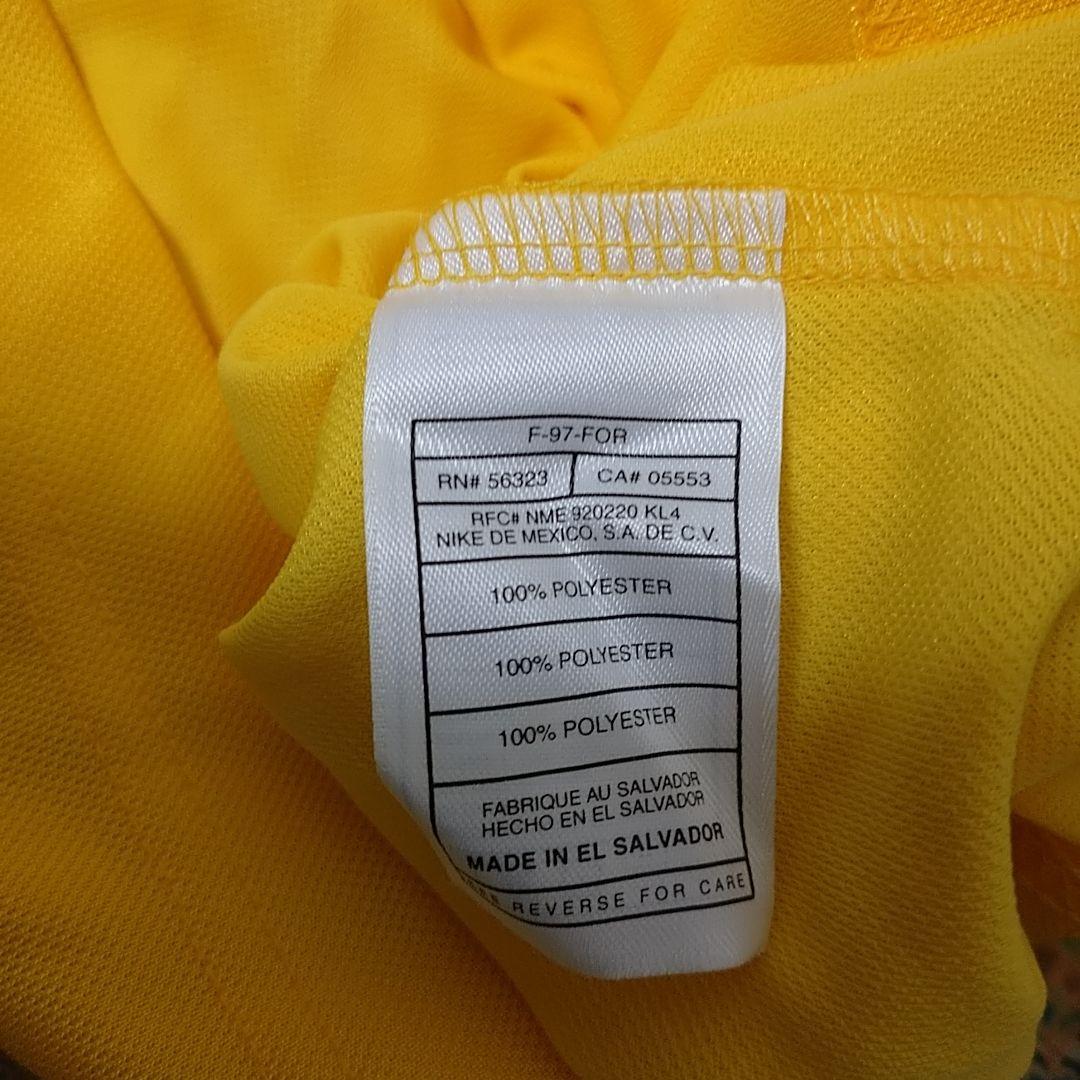 F-97-FOR
RN# 56323 CA# 05553
RFC# NME 920220 KL4
NIKE DE MEXICO, S.A. DE C.V.
100% POLYESTER
100% POLYESTER
100% POLYESTER
FABRIQUE AU SALVADOR
HECHO EN EL SALVADOR
MADE IN EL SALVADOR
REVERSE FOR CARE